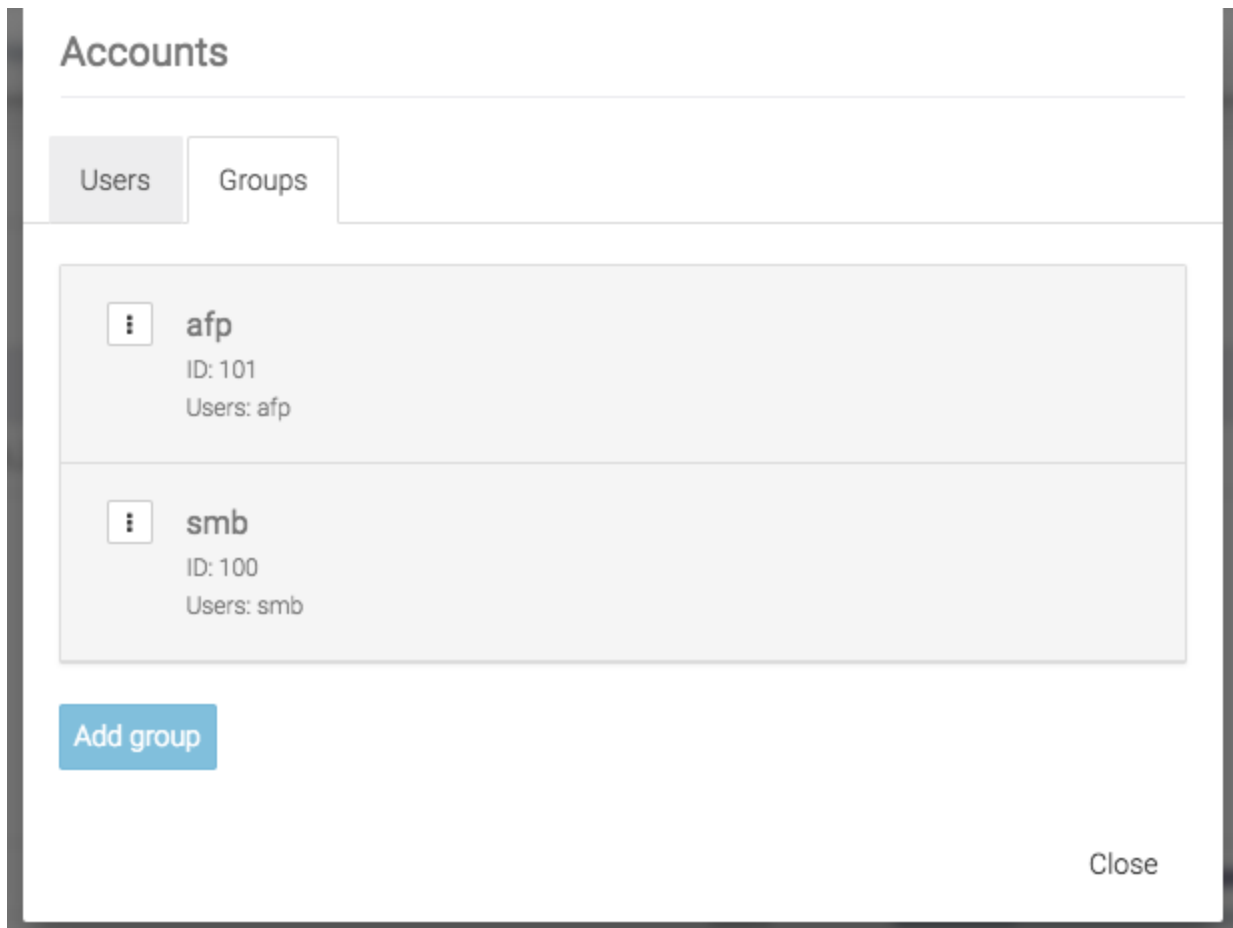 Accounts
Users
Groups
afp
ID: 101
Users: afp
smb
ID: 100
Users: smb
Add group
Close